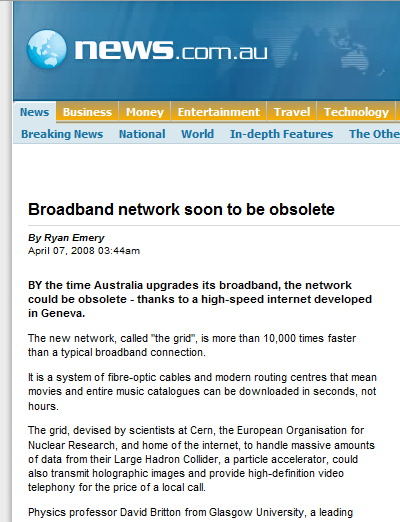 news.com.au
News Business Money Entertainment Travel Technology
Breaking News National World In-depth Features The Othe
Broadband network soon to be obsolete
By Ryan Emery
April 07, 2008 03:44am
BY the time Australia upgrades its broadband, the network
could be obsolete - thanks to a high-speed internet developed
in Geneva.
The new network, called "the grid", is more than 10,000 times faster
than a typical broadband connection.
It is a system of fibre-optic cables and modern routing centres that mean
movies and entire music catalogues can be downloaded in seconds, not
hours.
The grid, devised by scientists at Cern, the European Organisation for
Nuclear Research, and home of the internet, to handle massive amounts
of data from their Large Hadron Collider, a particle accelerator, could
also transmit holographic images and provide high-definition video
telephony for the price of a local call.
Physics professor David Britton from Glasgow University, a leading